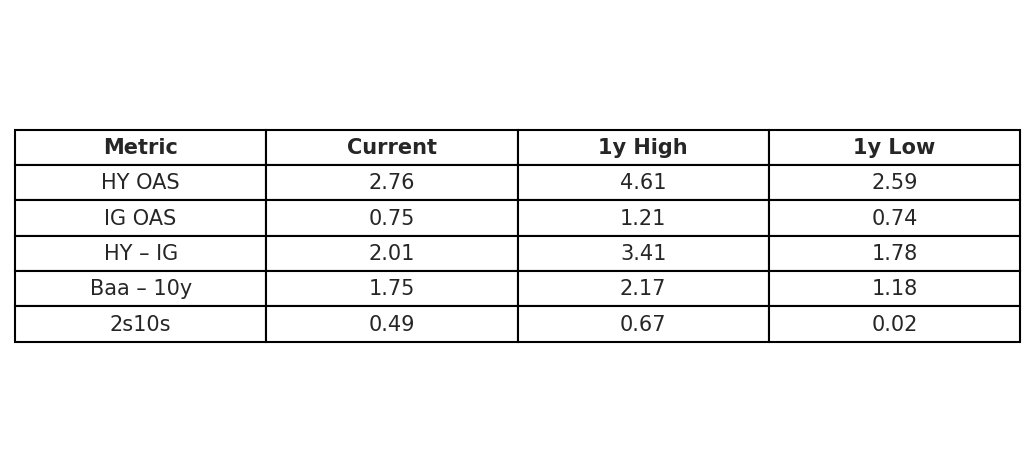 Metric Current 1y High 1y Low
HY OAS 2.76 4.61 2.59
IG OAS 0.75 1.21 0.74
HY – IG 2.01 3.41 1.78
Baa – 10y 1.75 2.17 1.18
2s10s 0.49 0.67 0.02